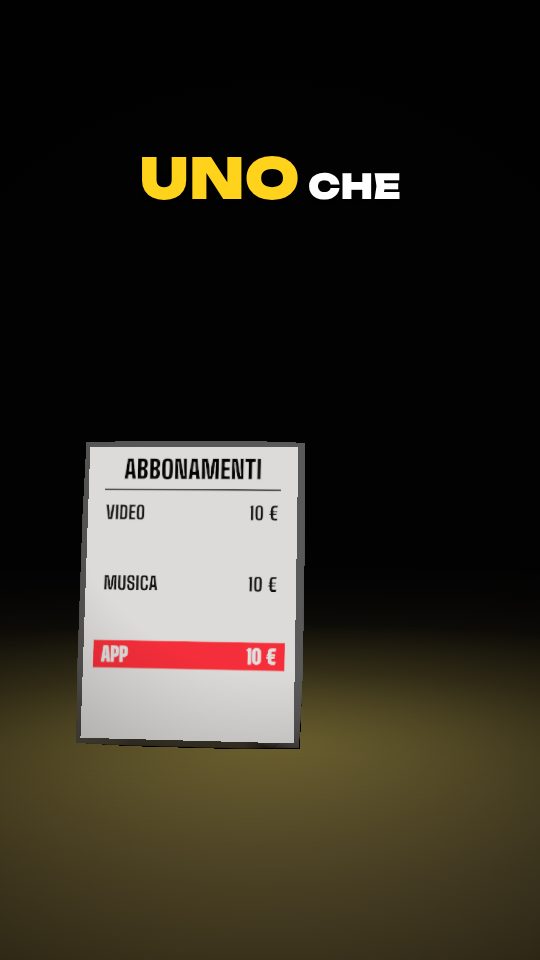 UNO CHE
ABBONAMENTI
VIDEO 10 €
MUSICA 10 €
APP 10 €